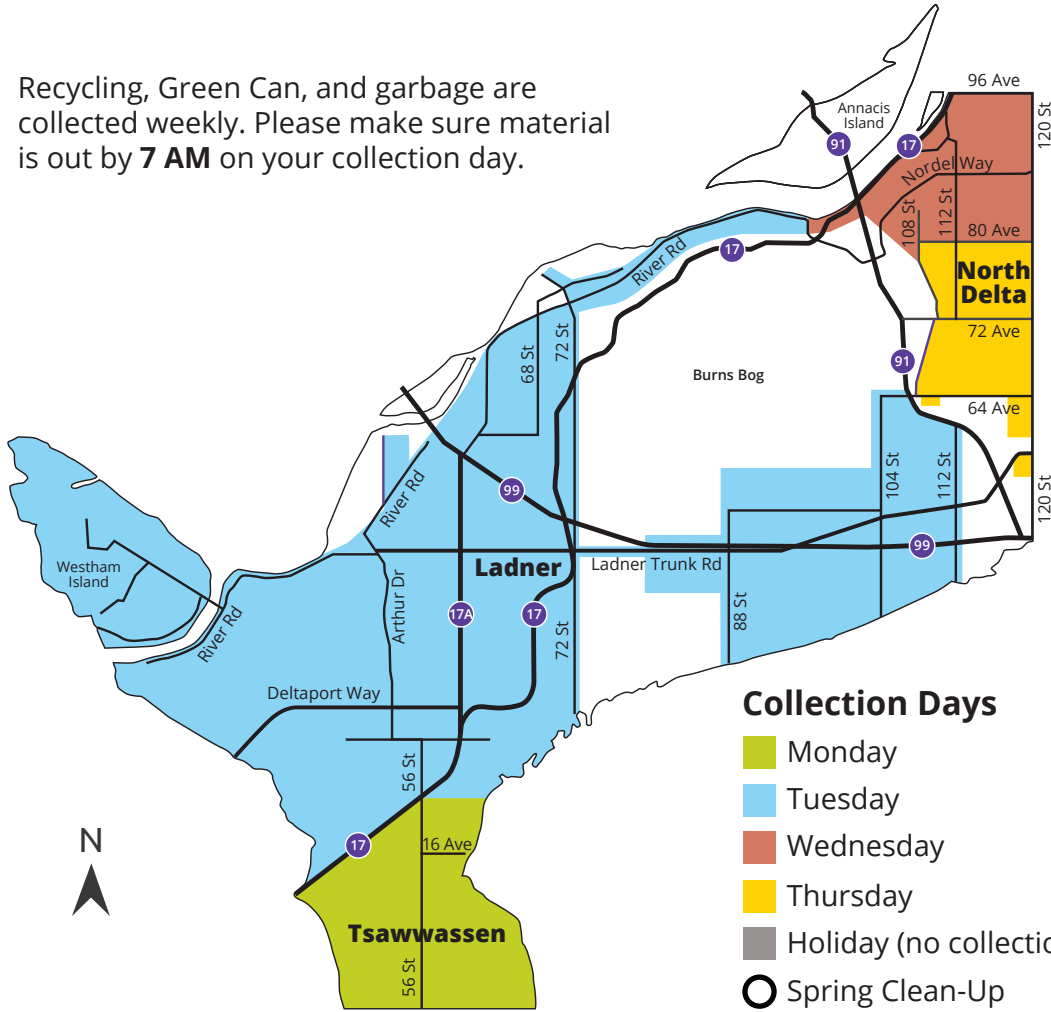 Recycling, Green Can, and garbage are
collected weekly. Please make sure material
is out by 7 AM on your collection day.
96 Ave
Annacis
Island
120 St
91
17
Nordel Way
108 St
112 St
80 Ave
River Rd
17
North
Delta
72 Ave
68 St
72 St
91
Burns Bog
64 Ave
River Rd
99
104 St
112 St
120 St
99
Westham
Island
Ladner
Ladner Trunk Rd
Arthur Dr
17A
17
88 St
River Rd
72 St
Deltaport Way
56 St
17
16 Ave
N
Tsawwassen
56 St
Collection Days
Monday
Tuesday
Wednesday
Thursday
Holiday (no collectio
Spring Clean-Up